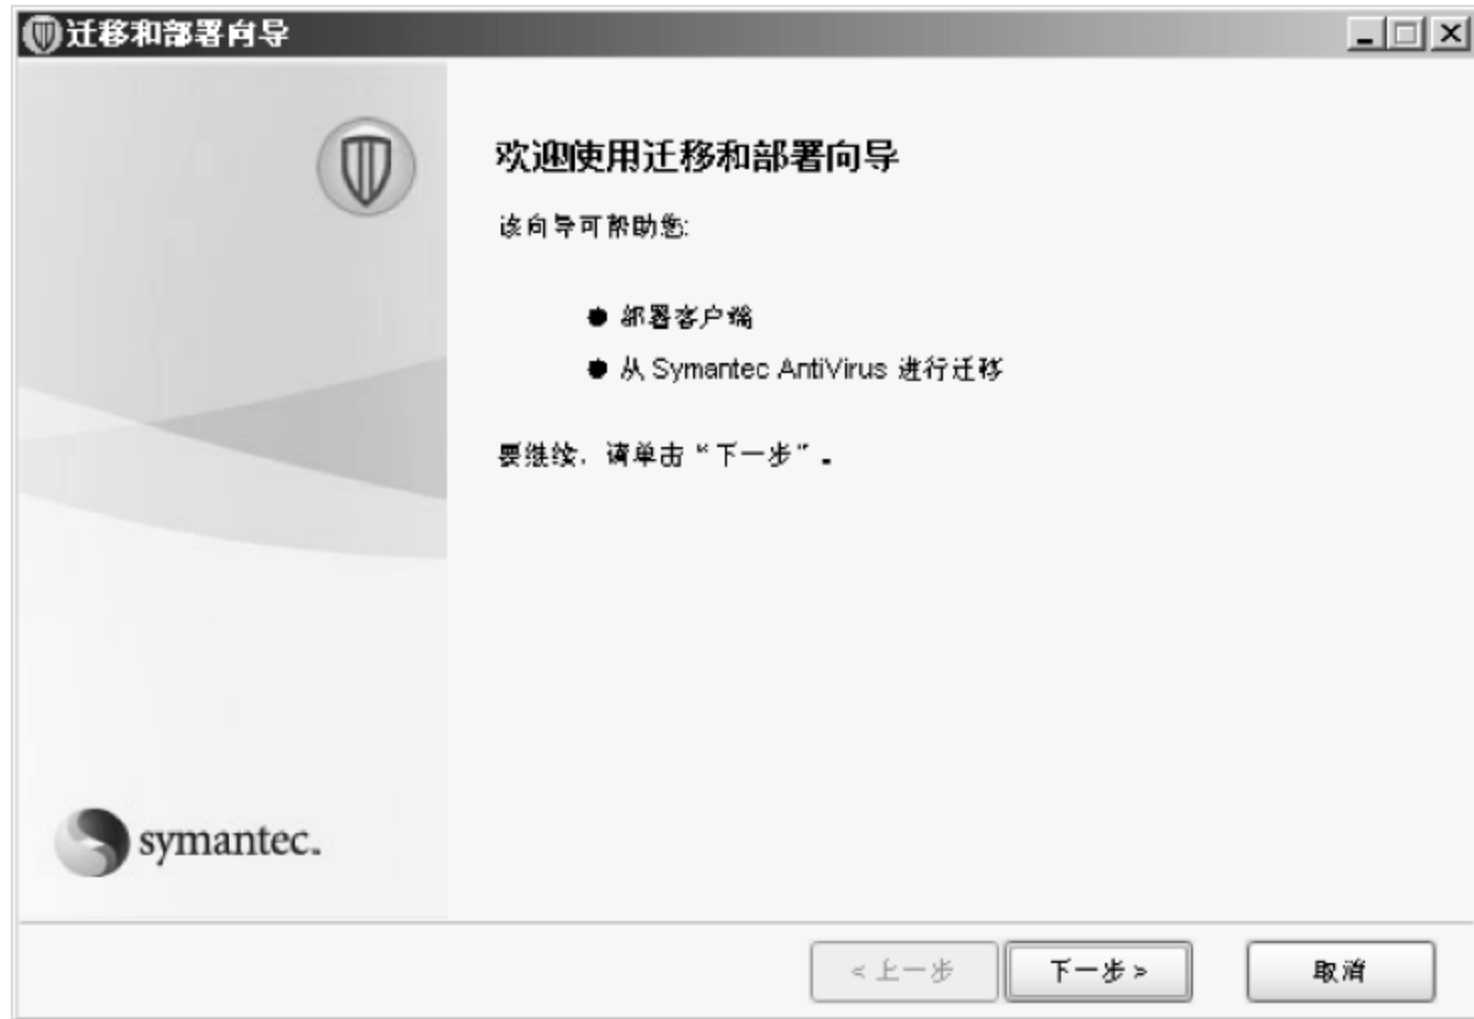 迁移和部署向导
欢迎使用迁移和部署向导
该向导可帮助您:
● 部署客户端
● 从 Symantec AntiVirus 进行迁移
要继续，请单击“下一步”。
symantec.
<上一步 下一步> 取消